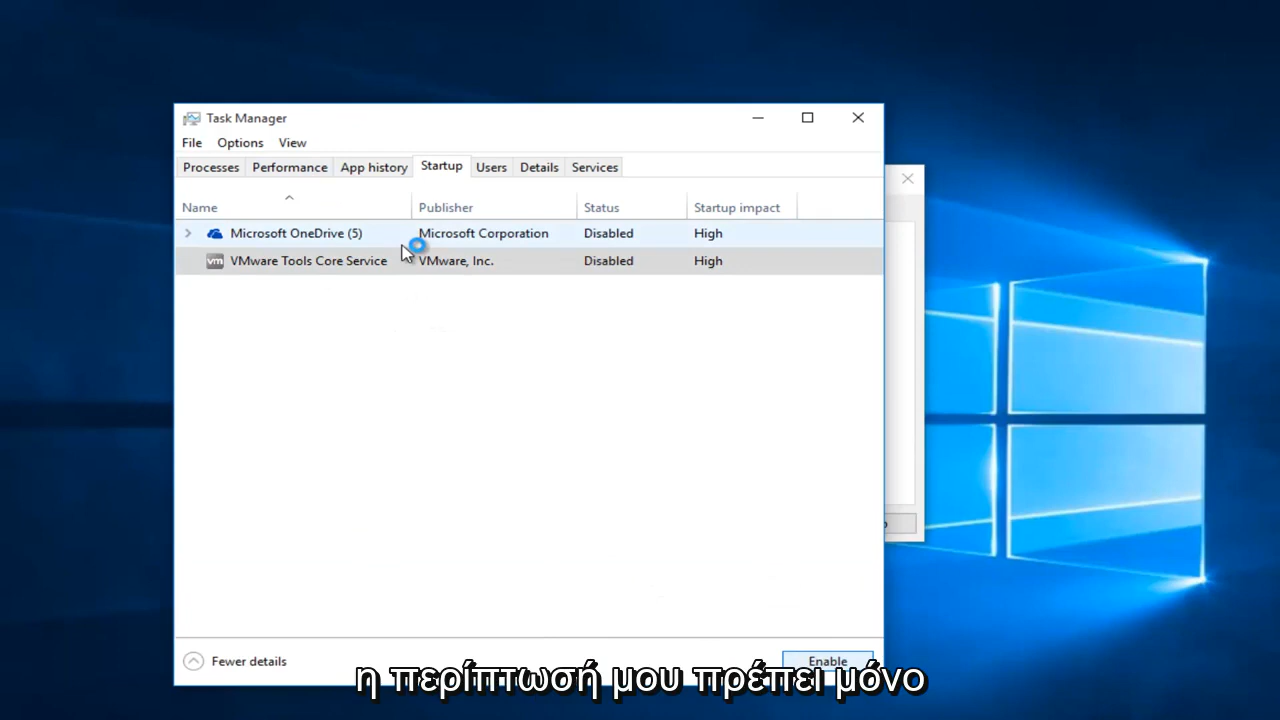 Task Manager
File Options View
Processes Performance App history Startup Users Details Services
Name Publisher Status Startup impact
Microsoft OneDrive (5) Microsoft Corporation Disabled High
vm VMware Tools Core Service VMware, Inc. Disabled High
Fewer details Enable
η περίπτωσή μου πρέπει μόνο